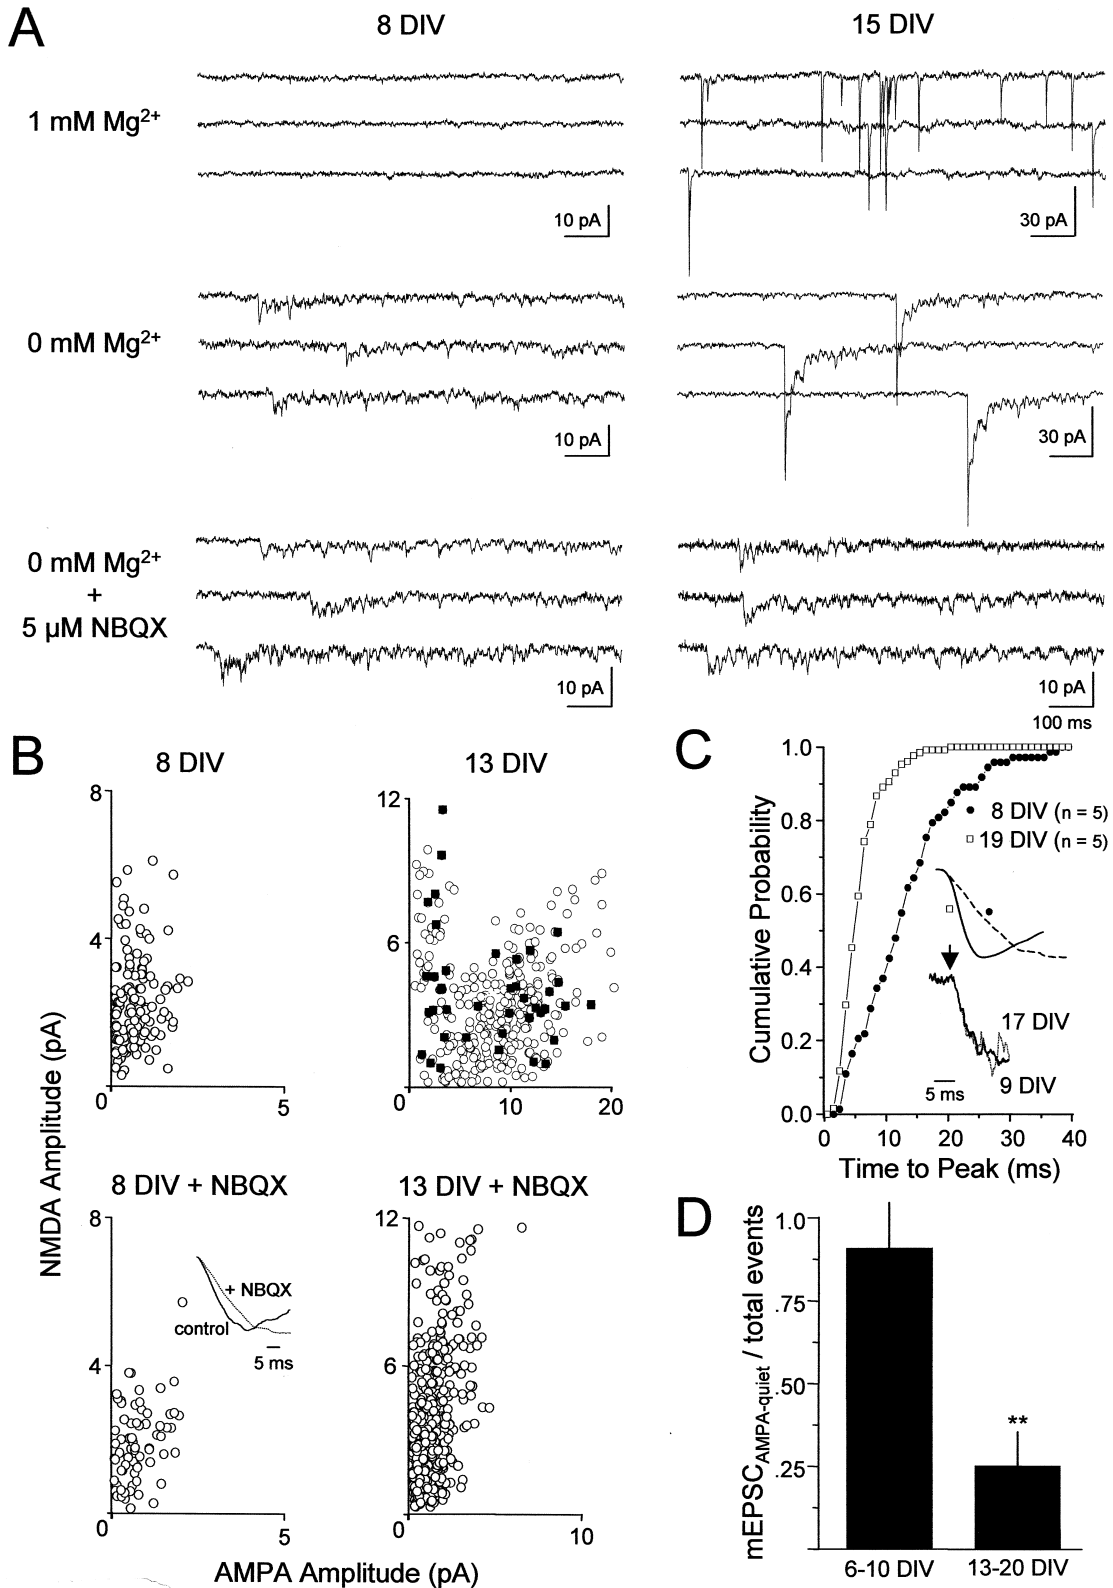 A
8 DIV
15 DIV
1 mM Mg²⁺
10 pA
30 pA
0 mM Mg²⁺
10 pA
30 pA
0 mM Mg²⁺
+
5 µM NBQX
10 pA
10 pA
100 ms
B
8 DIV
13 DIV
8
4
0
5
12
6
0
10
20
8 DIV + NBQX
13 DIV + NBQX
8
4
0
5
+ NBQX
control
5 ms
12
6
0
10
NMDA Amplitude (pA)
AMPA Amplitude (pA)
C
1.0
0.8
0.6
0.4
0.2
0.0
Cumulative Probability
8 DIV (n = 5)
19 DIV (n = 5)
17 DIV
9 DIV
5 ms
0
10
20
30
40
Time to Peak (ms)
D
mEPSC AMPA-quiet / total events
1.0
.75
.50
.25
**
6-10 DIV
13-20 DIV